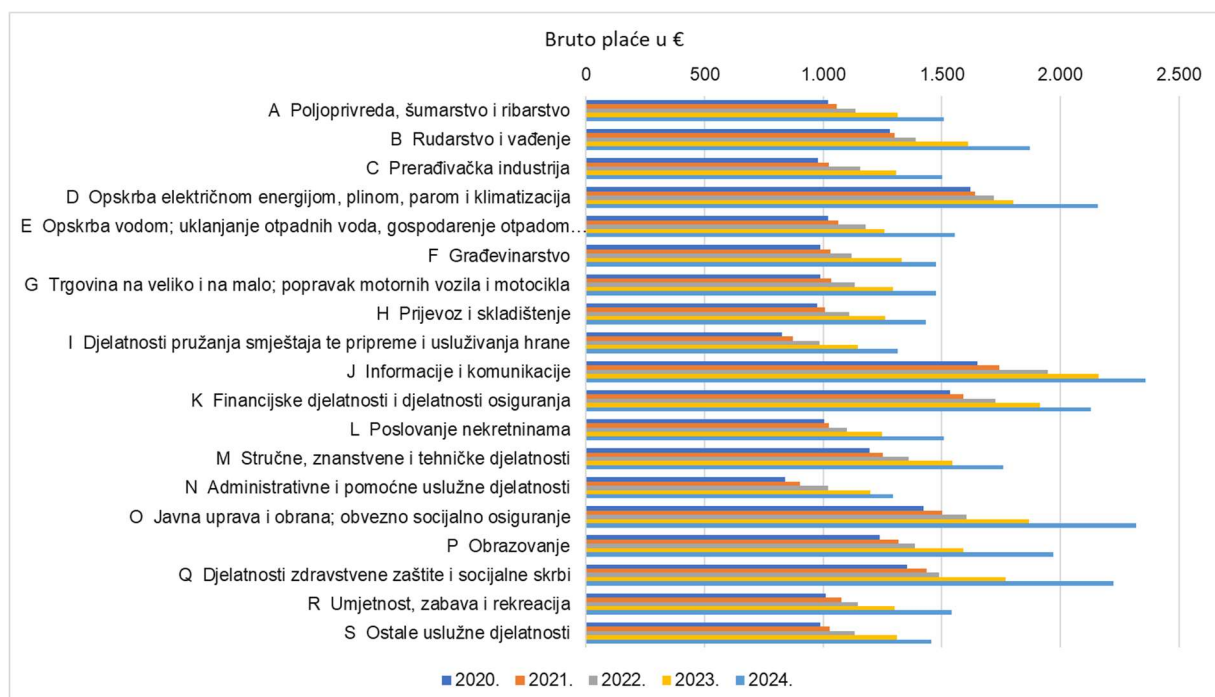 Bruto plaće u €
0 500 1.000 1.500 2.000 2.500
A Poljoprivreda, šumarstvo i ribarstvo
B Rudarstvo i vađenje
C Prerađivačka industrija
D Opskrba električnom energijom, plinom, parom i klimatizacija
E Opskrba vodom; uklanjanje otpadnih voda, gospodarenje otpadom…
F Građevinarstvo
G Trgovina na veliko i na malo; popravak motornih vozila i motocikla
H Prijevoz i skladištenje
I Djelatnosti pružanja smještaja te pripreme i usluživanja hrane
J Informacije i komunikacije
K Financijske djelatnosti i djelatnosti osiguranja
L Poslovanje nekretninama
M Stručne, znanstvene i tehničke djelatnosti
N Administrativne i pomoćne uslužne djelatnosti
O Javna uprava i obrana; obvezno socijalno osiguranje
P Obrazovanje
Q Djelatnosti zdravstvene zaštite i socijalne skrbi
R Umjetnost, zabava i rekreacija
S Ostale uslužne djelatnosti
2020. 2021. 2022. 2023. 2024.